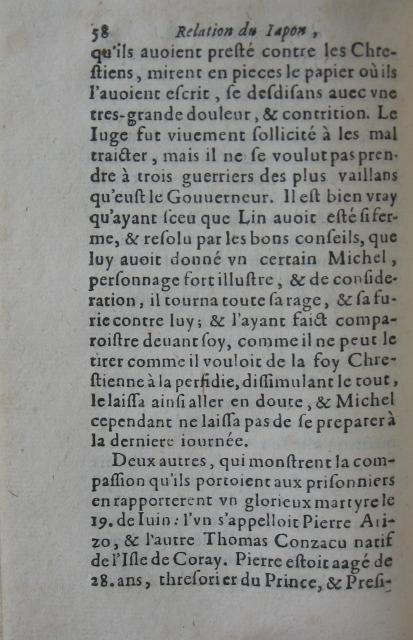 58 Relation du Iapon,
qu'ils auoient presté contre les Chre-
stiens, mirent en pieces le papier où ils
l'auoient escrit, se desdisans auec vne
tres-grande douleur, & contrition. Le
Iuge fut viuement sollicité à les mal
traicter, mais il ne se voulut pas pren-
dre à trois guerriers des plus vaillans
qu'eust le Gouuerneur. Il est bien vray
qu'ayant sceu que Lin auoit esté si fer-
me, & resolu par les bons conseils, que
luy auoit donné vn certain Michel,
personnage fort illustre, & de conside-
ration, il tourna toute sa rage, & sa fu-
rie contre luy; & l'ayant faict compa-
roistre deuant soy, comme il ne peut le
tirer comme il vouloit de la foy Chre-
stienne à la perfidie, dissimulant le tout,
le laissa ainsi aller en doute, & Michel
cependant ne laissa pas de se preparer à
la derniere iournée.
Deux autres, qui monstrent la com-
passion qu'ils portoient aux prisonniers
en rapporterent vn glorieux martyre le
19. de Iuin: l'vn s'appelloit Pierre Ari-
zo, & l'autre Thomas Conzacu natif
de l'Isle de Coray. Pierre estoit aagé de
28. ans, thresorier du Prince, & Presi-